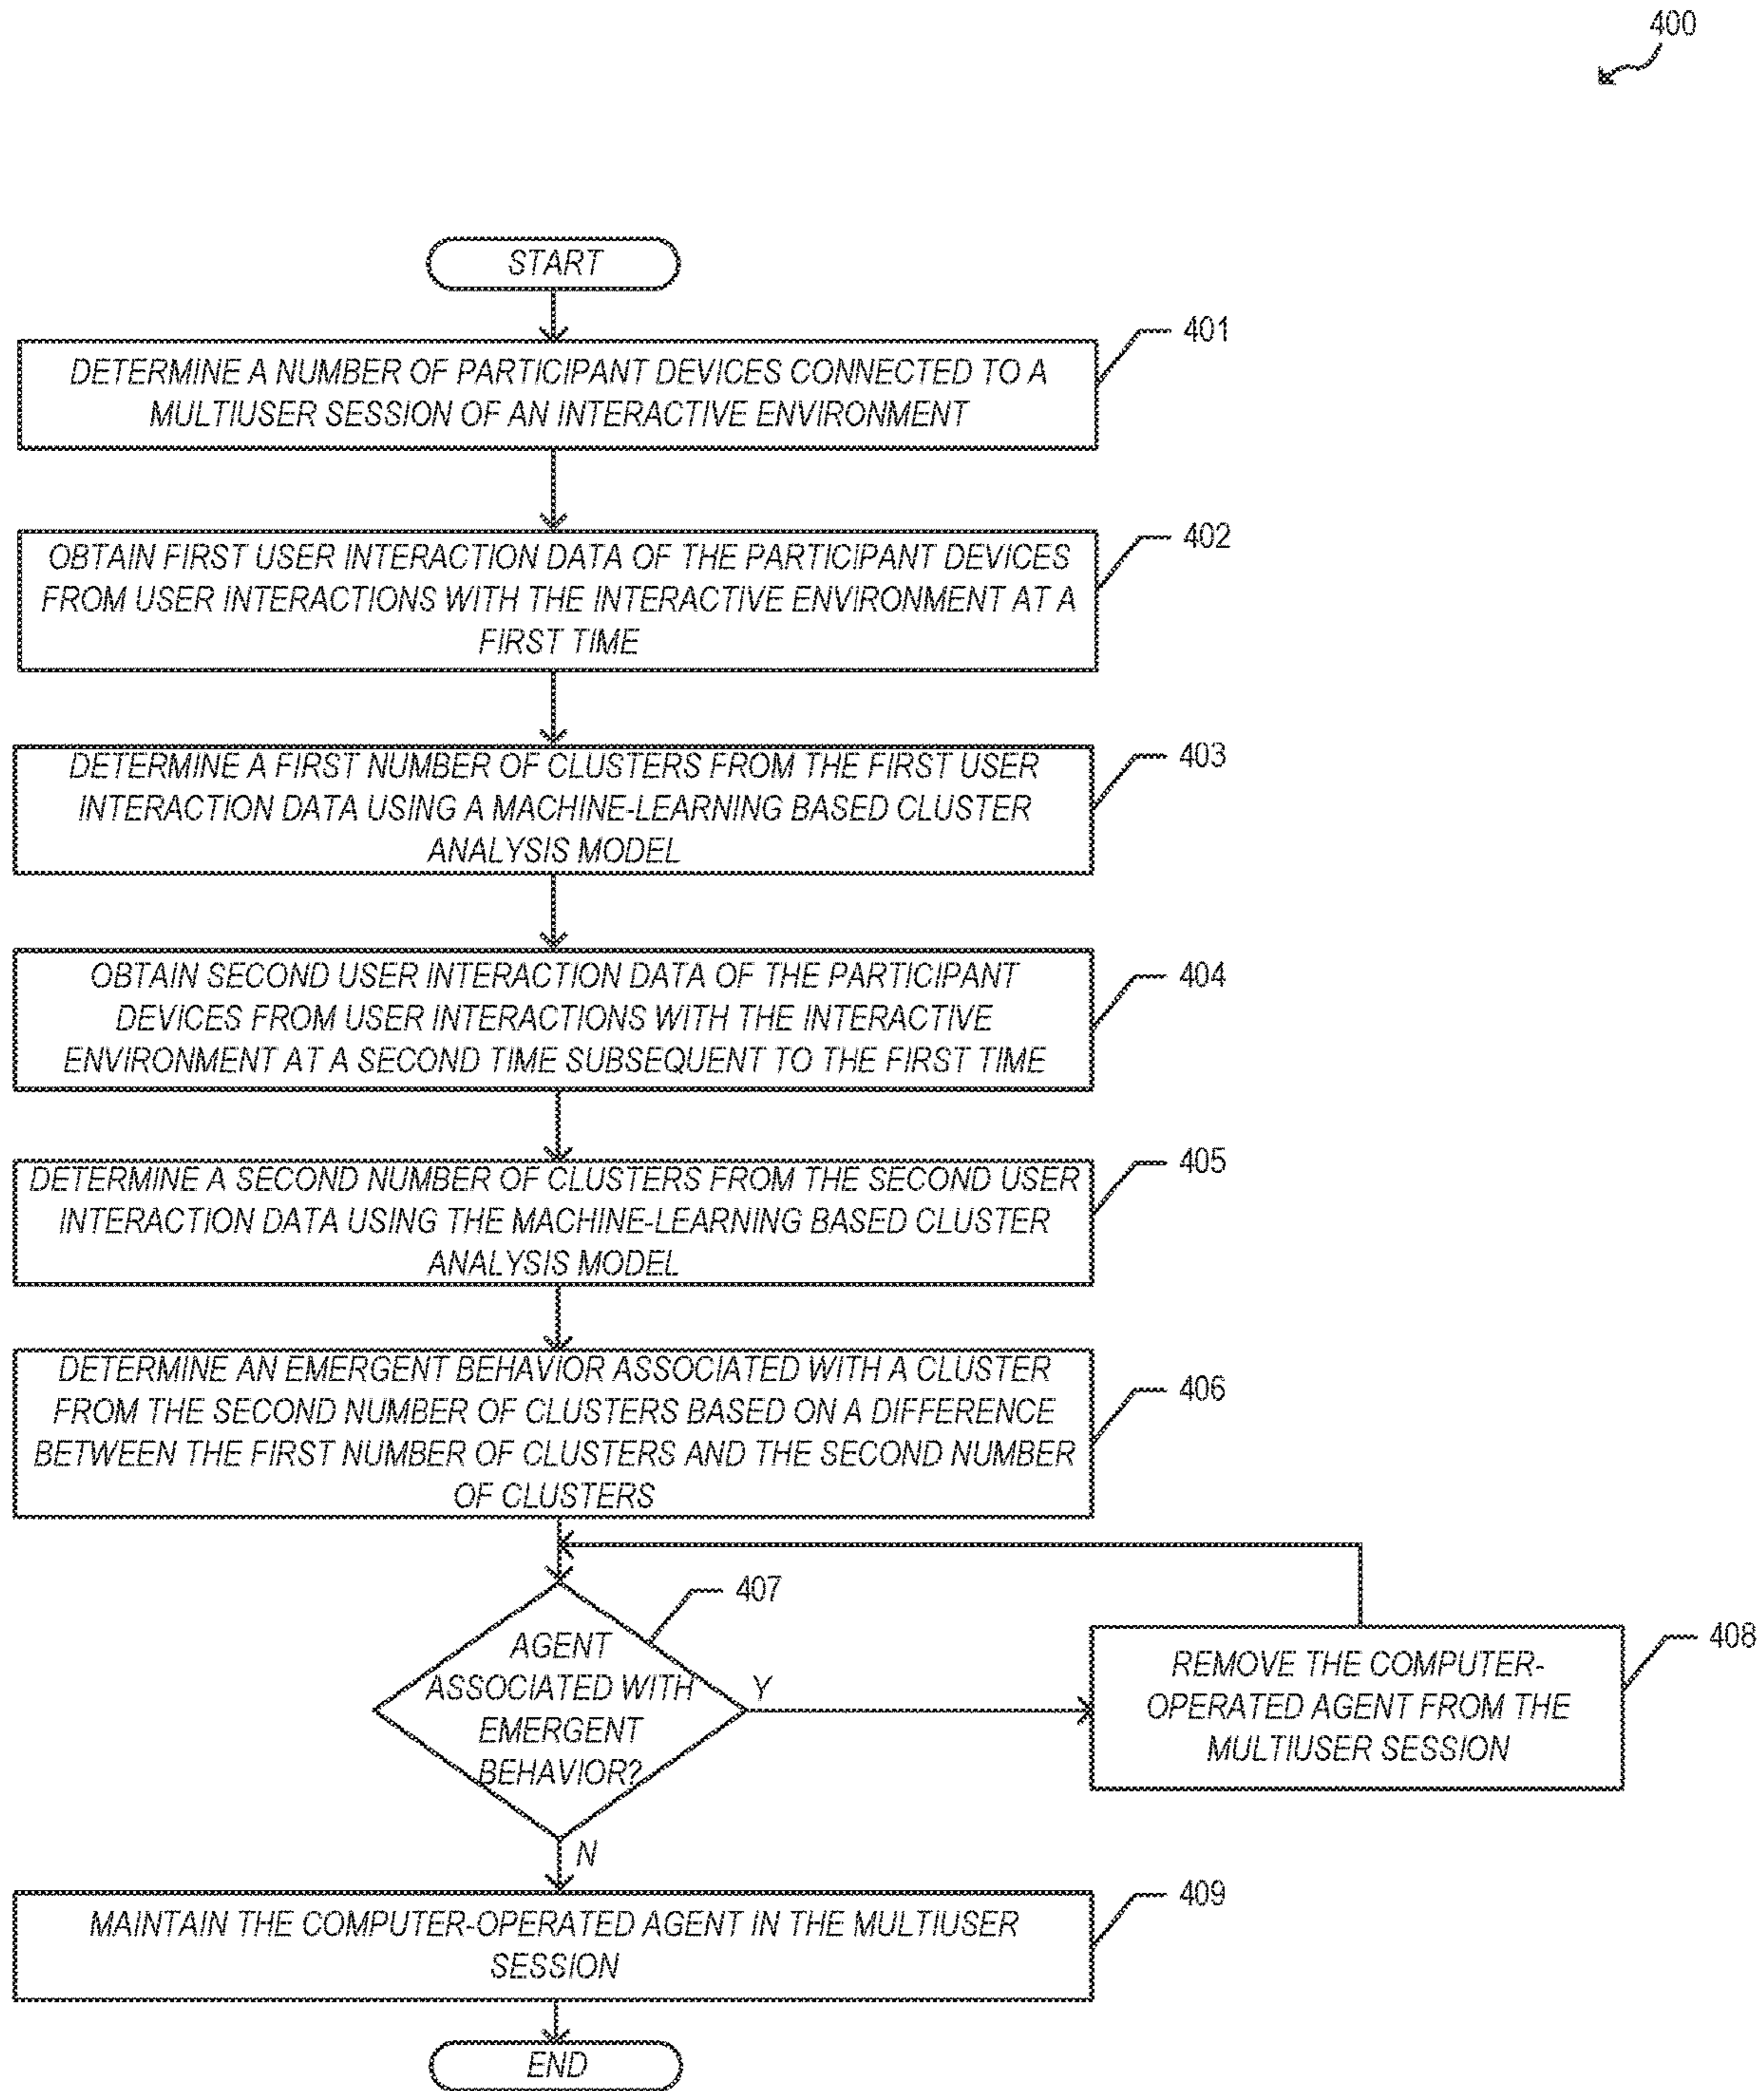 400
START
401
DETERMINE A NUMBER OF PARTICIPANT DEVICES CONNECTED TO A
MULTIUSER SESSION OF AN INTERACTIVE ENVIRONMENT
402
OBTAIN FIRST USER INTERACTION DATA OF THE PARTICIPANT DEVICES
FROM USER INTERACTIONS WITH THE INTERACTIVE ENVIRONMENT AT A
FIRST TIME
403
DETERMINE A FIRST NUMBER OF CLUSTERS FROM THE FIRST USER
INTERACTION DATA USING A MACHINE-LEARNING BASED CLUSTER
ANALYSIS MODEL
404
OBTAIN SECOND USER INTERACTION DATA OF THE PARTICIPANT
DEVICES FROM USER INTERACTIONS WITH THE INTERACTIVE
ENVIRONMENT AT A SECOND TIME SUBSEQUENT TO THE FIRST TIME
405
DETERMINE A SECOND NUMBER OF CLUSTERS FROM THE SECOND USER
INTERACTION DATA USING THE MACHINE-LEARNING BASED CLUSTER
ANALYSIS MODEL
406
DETERMINE AN EMERGENT BEHAVIOR ASSOCIATED WITH A CLUSTER
FROM THE SECOND NUMBER OF CLUSTERS BASED ON A DIFFERENCE
BETWEEN THE FIRST NUMBER OF CLUSTERS AND THE SECOND NUMBER
OF CLUSTERS
407
AGENT
ASSOCIATED WITH
EMERGENT
BEHAVIOR?
Y
408
REMOVE THE COMPUTER-
OPERATED AGENT FROM THE
MULTIUSER SESSION
N
409
MAINTAIN THE COMPUTER-OPERATED AGENT IN THE MULTIUSER
SESSION
END